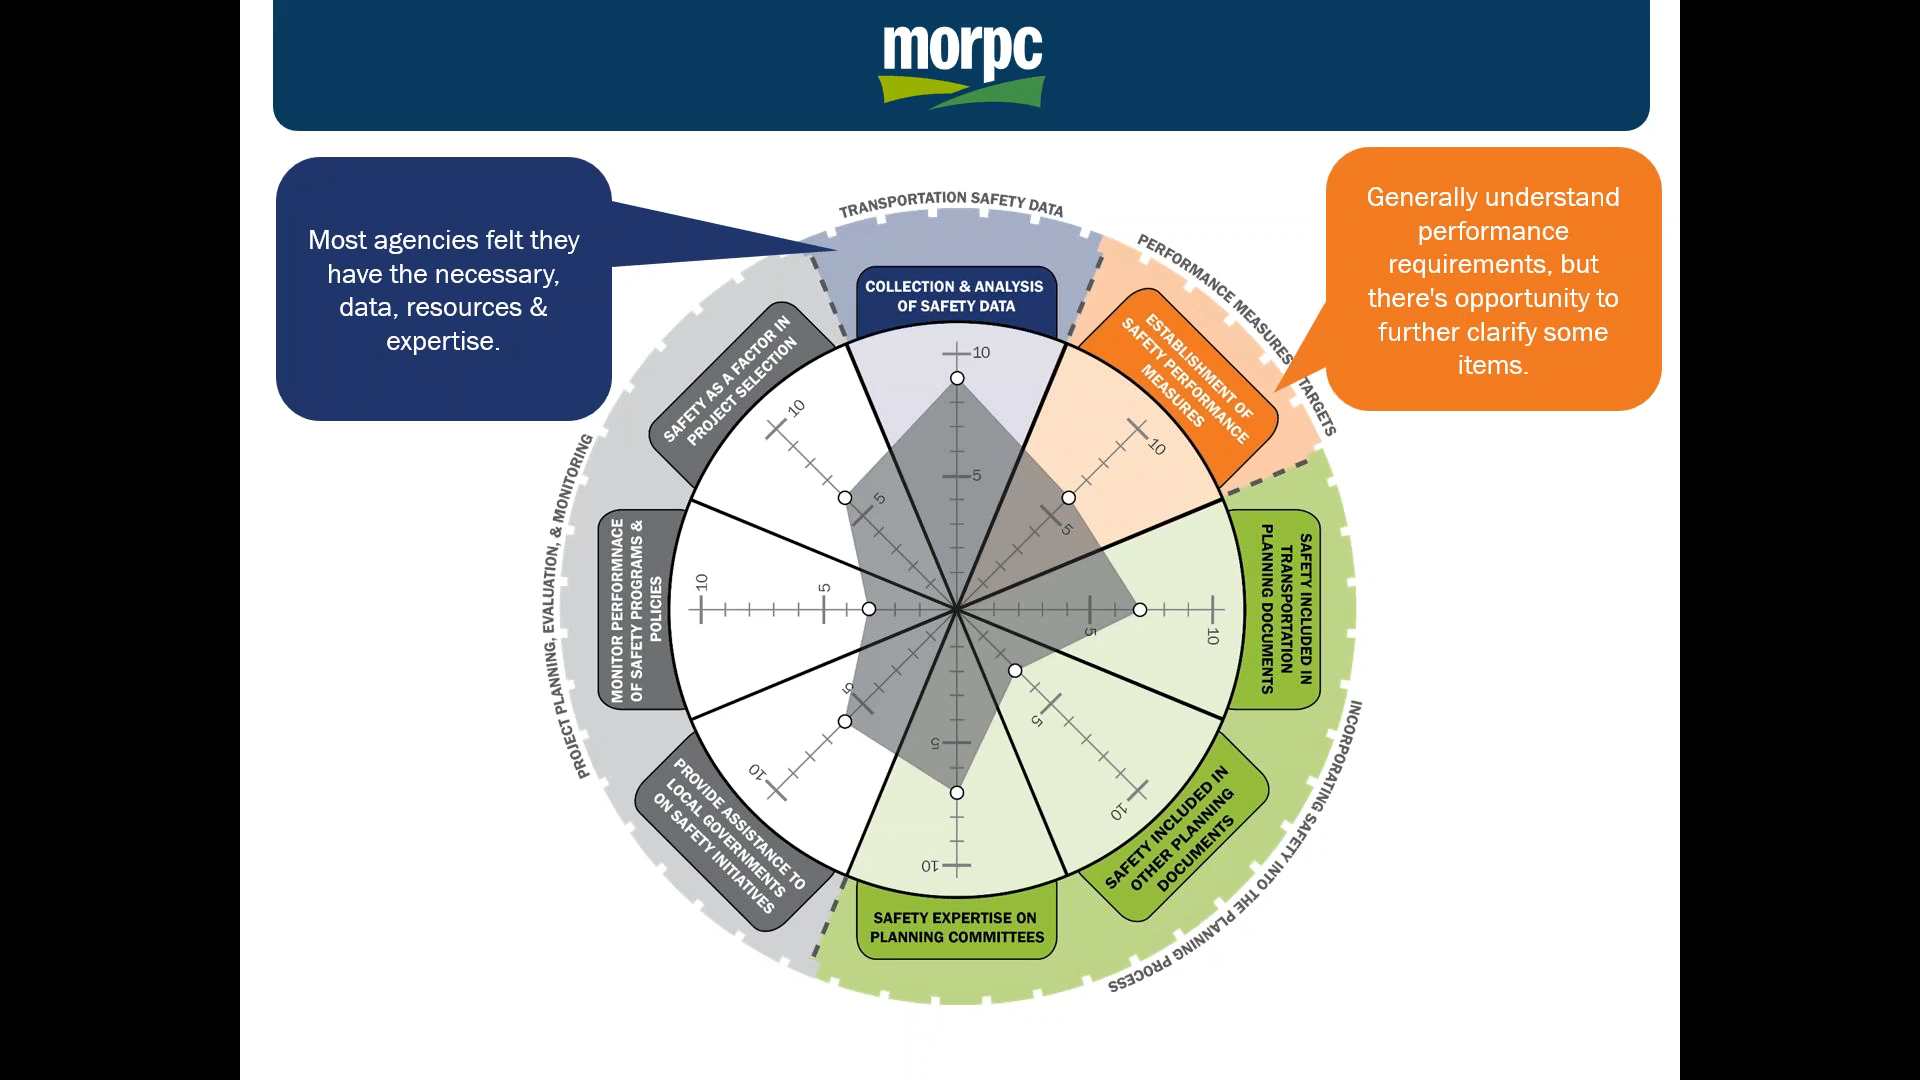 morpc
Most agencies felt they
have the necessary,
data, resources &
expertise.
Generally understand
performance
requirements, but
there's opportunity to
further clarify some
items.
TRANSPORTATION SAFETY DATA
PERFORMANCE MEASURES
TARGETS
INCORPORATING SAFETY INTO THE PLANNING PROCESS
PROJECT PLANNING, EVALUATION, & MONITORING
COLLECTION & ANALYSIS
OF SAFETY DATA
10
5
ESTABLISHMENT OF
SAFETY PERFORMANCE
MEASURES
10
5
SAFETY INCLUDED IN
TRANSPORTATION
PLANNING DOCUMENTS
5
10
SAFETY INCLUDED IN
OTHER PLANNING
DOCUMENTS
5
10
SAFETY EXPERTISE ON
PLANNING COMMITTEES
5
10
PROVIDE ASSISTANCE TO
LOCAL GOVERNMENTS
ON SAFETY INITIATIVES
5
10
MONITOR PERFORMNACE
OF SAFETY PROGRAMS &
POLICIES
10
5
SAFETY AS A FACTOR IN
PROJECT SELECTION
10
5